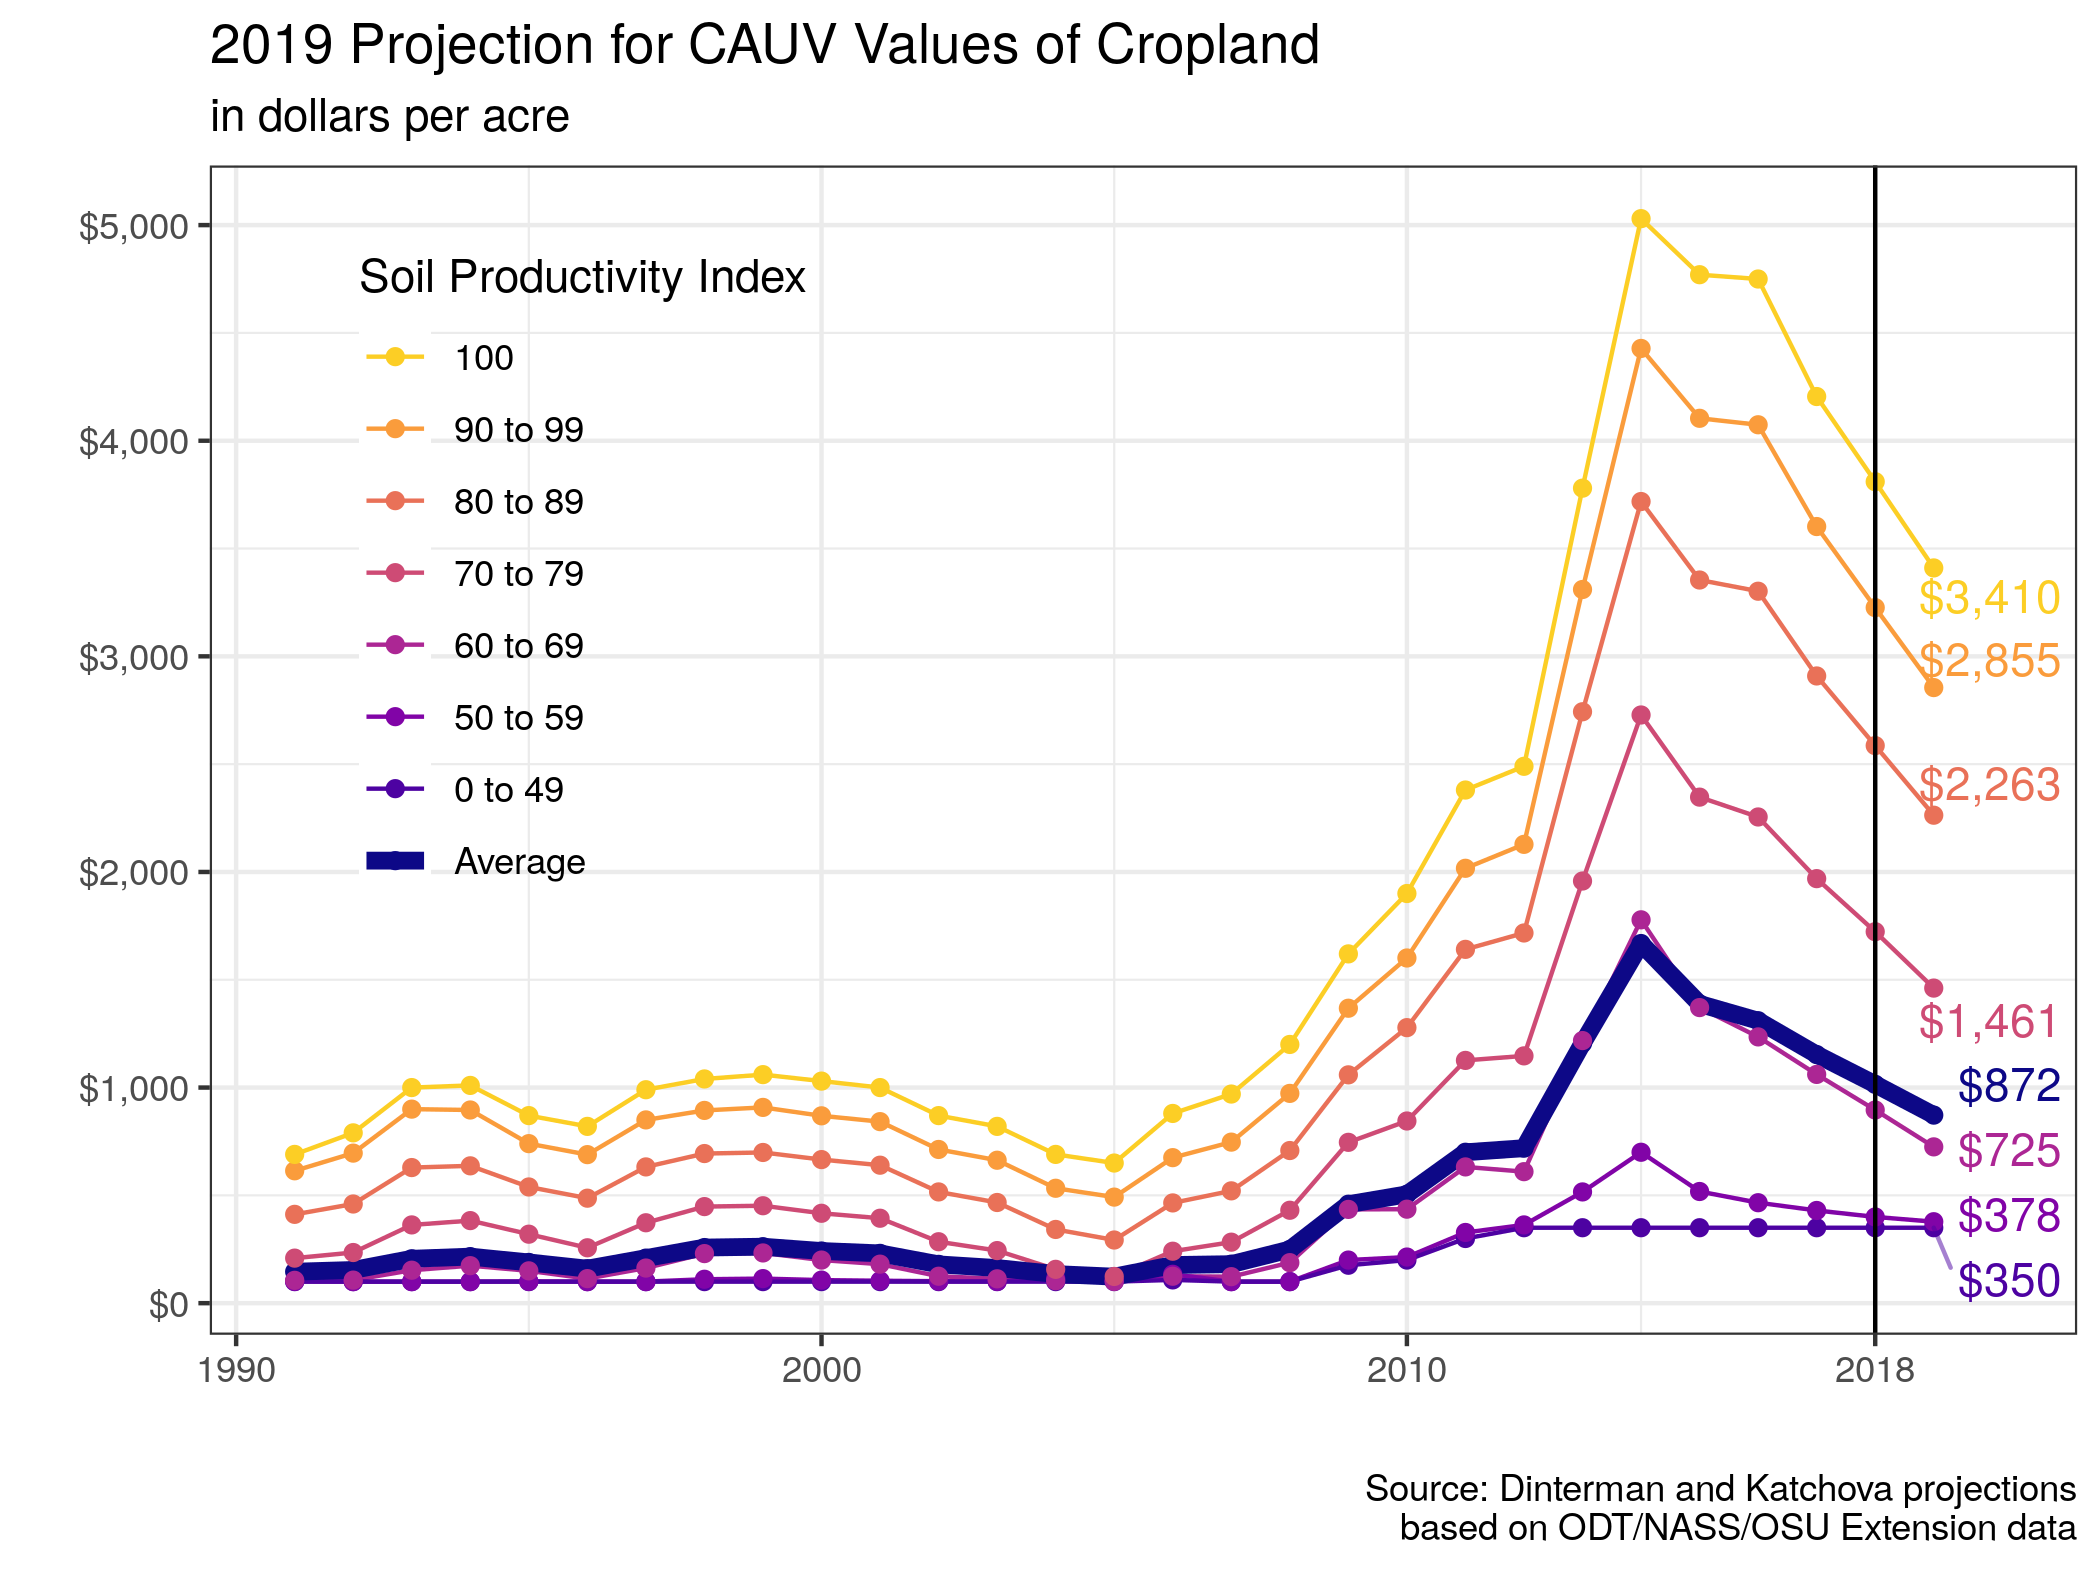 2019 Projection for CAUV Values of Cropland
in dollars per acre
$5,000
$4,000
$3,000
$2,000
$1,000
$0
Soil Productivity Index
100
90 to 99
80 to 89
70 to 79
60 to 69
50 to 59
0 to 49
Average
$3,410
$2,855
$2,263
$1,461
$872
$725
$378
$350
1990
2000
2010
2018
Source: Dinterman and Katchova projections
based on ODT/NASS/OSU Extension data